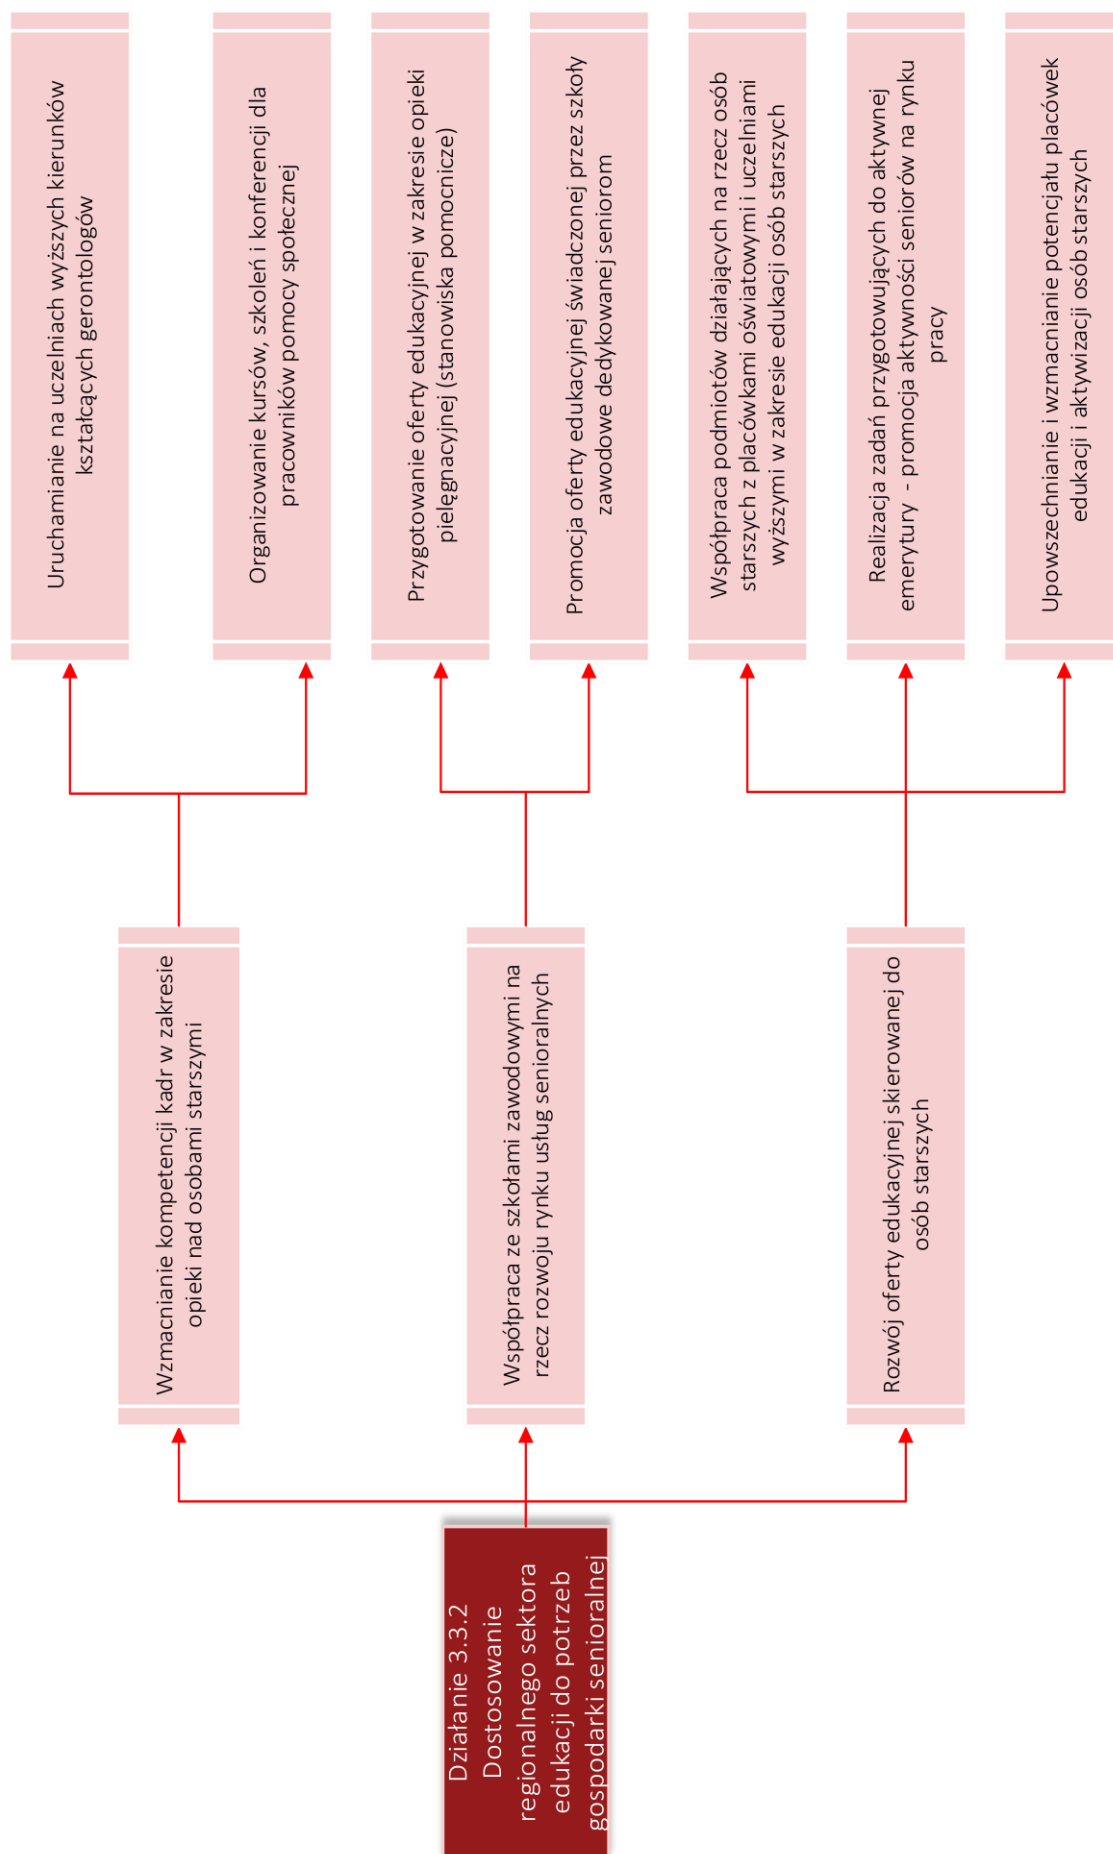 Działanie 3.3.2
Dostosowanie
regionalnego sektora
edukacji do potrzeb
gospodarki senioralnej
Wzmacnianie kompetencji kadr w zakresie
opieki nad osobami starszymi
Współpraca ze szkołami zawodowymi na
rzecz rozwoju rynku usług senioralnych
Rozwój oferty edukacyjnej skierowanej do
osób starszych
Uruchamianie na uczelniach wyższych kierunków
kształcących gerontologów
Organizowanie kursów, szkoleń i konferencji dla
pracowników pomocy społecznej
Przygotowanie oferty edukacyjnej w zakresie opieki
pielęgnacyjnej (stanowiska pomocnicze)
Promocja oferty edukacyjnej świadczonej przez szkoły
zawodowe dedykowanej seniorom
Współpraca podmiotów działających na rzecz osób
starszych z placówkami oświatowymi i uczelniami
wyższymi w zakresie edukacji osób starszych
Realizacja zadań przygotowujących do aktywnej
emerytury - promocja aktywności seniorów na rynku
pracy
Upowszechnianie i wzmacnianie potencjału placówek
edukacji i aktywizacji osób starszych